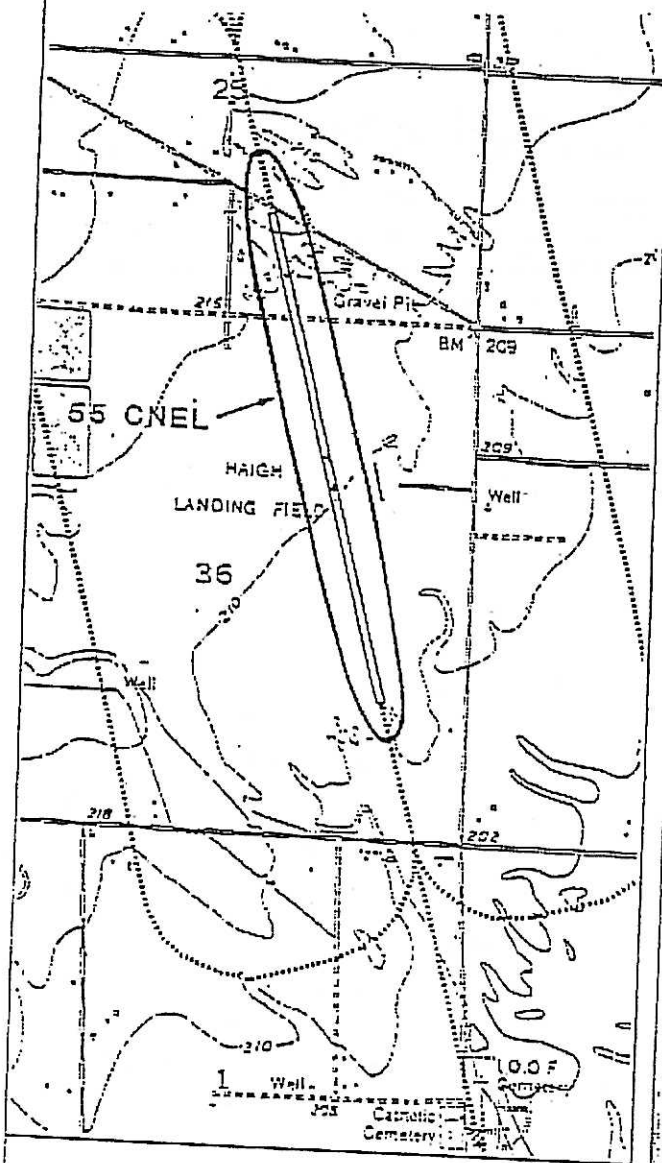 25
Gravel Pit
215
BM 209
55 CNEL
209
HAIGH
LANDING FIELD
Well
36
210
Well
218
202
210
1
Well
Catholic
Cemetery
I.O.O.F